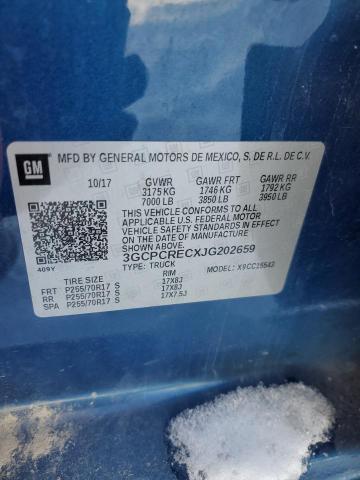 GM
MFD BY GENERAL MOTORS DE MEXICO, S. DE R.L. DE C.V.
10/17 GVWR GAWR FRT GAWR RR
3175 KG 1746 KG 1792 KG
7000 LB 3850 LB 3950 LB
THIS VEHICLE CONFORMS TO ALL
APPLICABLE U.S. FEDERAL MOTOR
VEHICLE SAFETY STANDARDS IN
EFFECT ON THE DATE OF
MANUFACTURE SHOWN ABOVE.
3GCPCRECXJG202659
409Y TYPE: TRUCK MODEL: X9CC15543
TIRE SIZE RIM
FRT P255/70R17 S 17X8J
RR P255/70R17 S 17X8J
SPA P255/70R17 S 17X7.5J